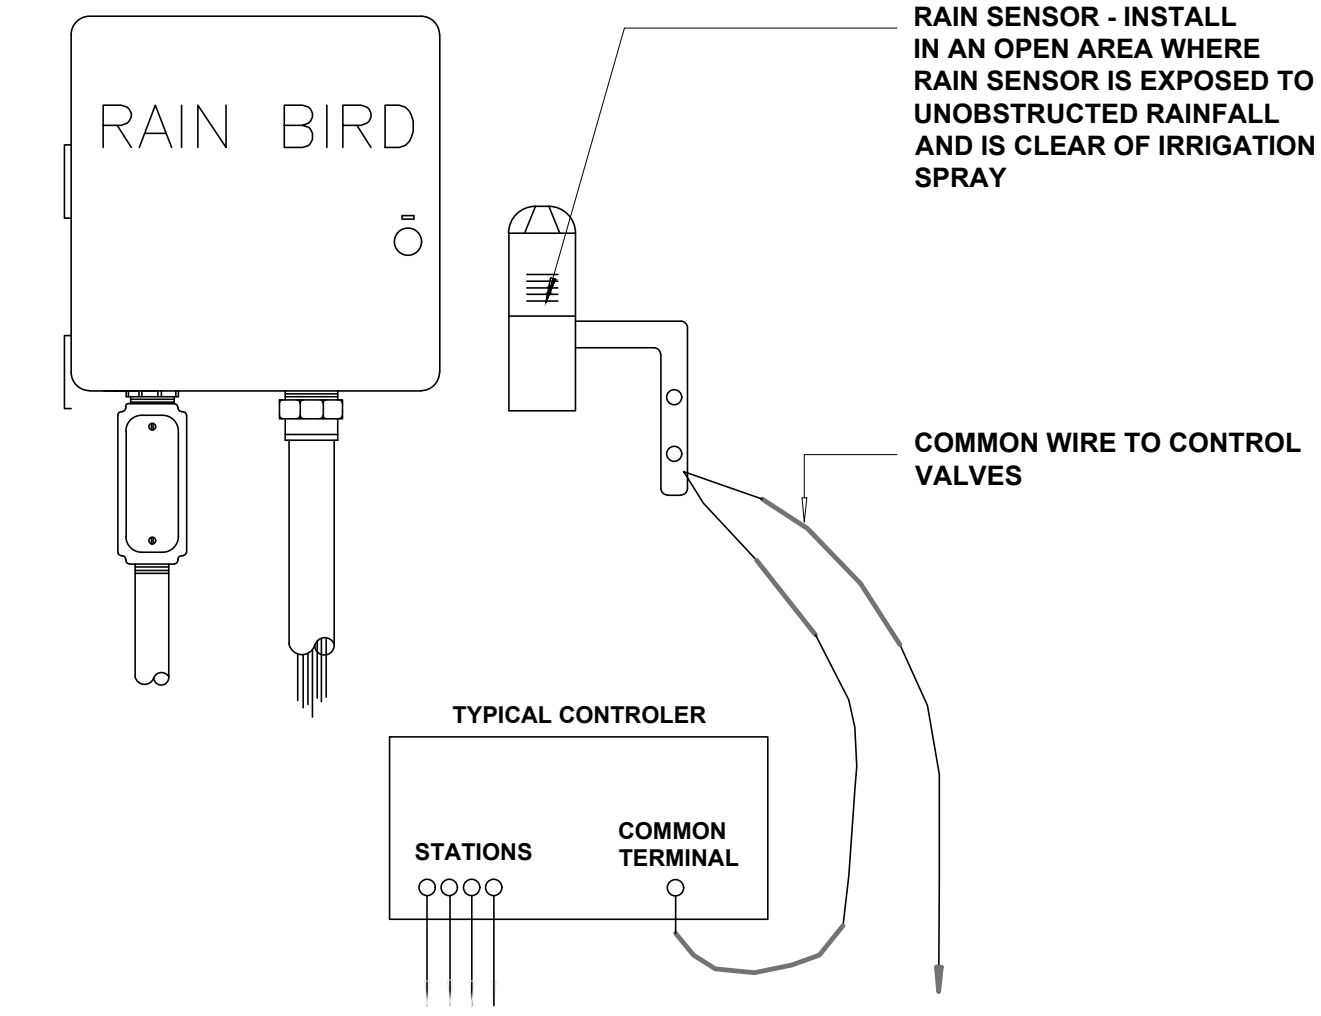 RAIN BIRD
RAIN SENSOR - INSTALL
IN AN OPEN AREA WHERE
RAIN SENSOR IS EXPOSED TO
UNOBSTRUCTED RAINFALL
AND IS CLEAR OF IRRIGATION
SPRAY
COMMON WIRE TO CONTROL
VALVES
TYPICAL CONTROLER
STATIONS
COMMON
TERMINAL